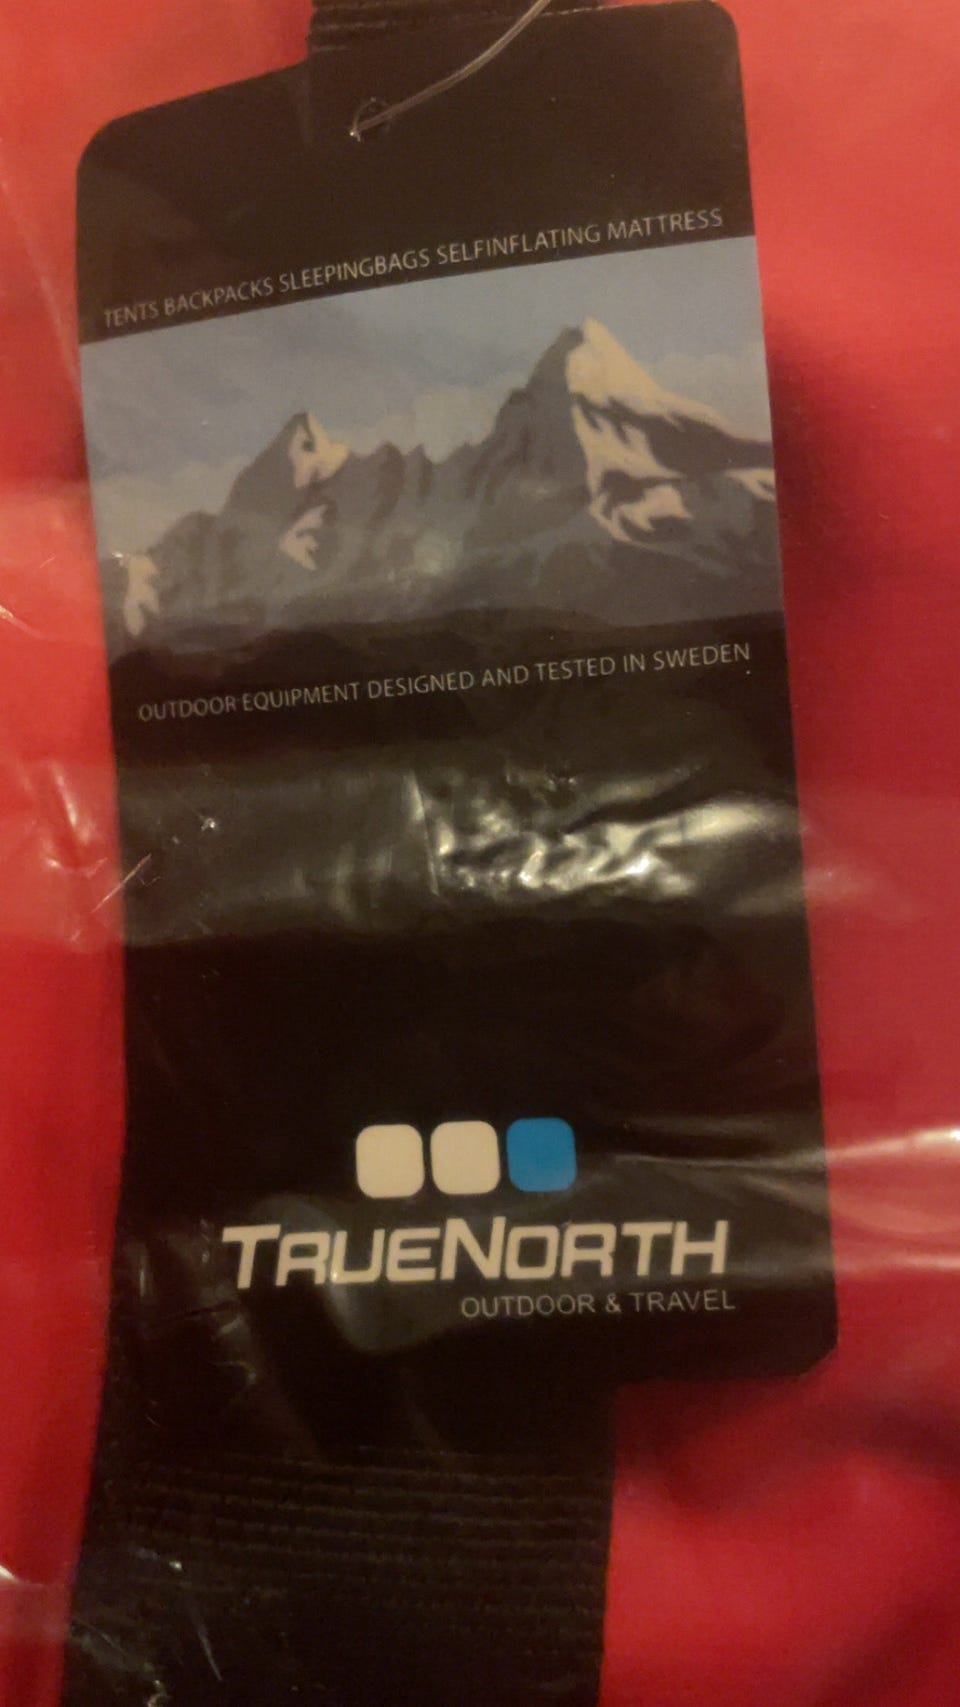 TENTS BACKPACKS SLEEPINGBAGS SELFINFLATING MATTRESS
OUTDOOR EQUIPMENT DESIGNED AND TESTED IN SWEDEN
TRUENORTH
OUTDOOR & TRAVEL